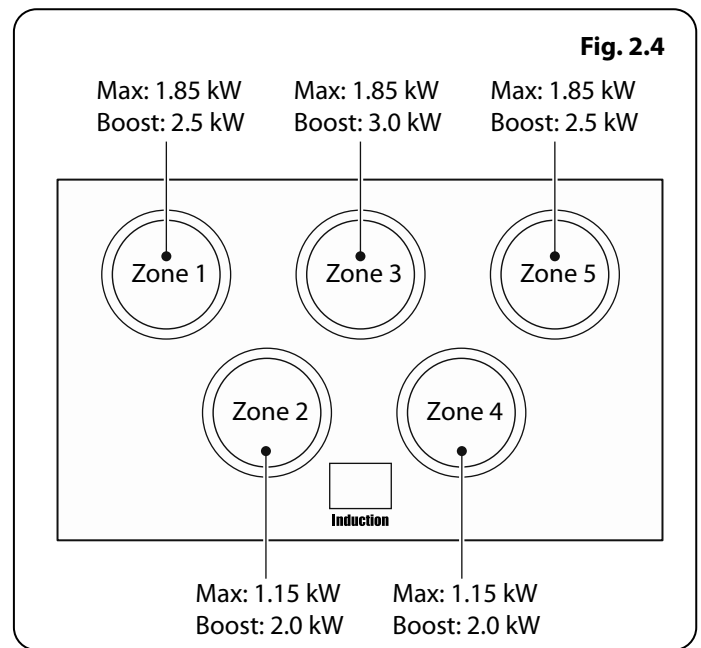 Fig. 2.4
Max: 1.85 kW
Boost: 2.5 kW
Max: 1.85 kW
Boost: 3.0 kW
Max: 1.85 kW
Boost: 2.5 kW
Zone 1
Zone 3
Zone 5
Zone 2
Zone 4
Induction
Max: 1.15 kW
Boost: 2.0 kW
Max: 1.15 kW
Boost: 2.0 kW